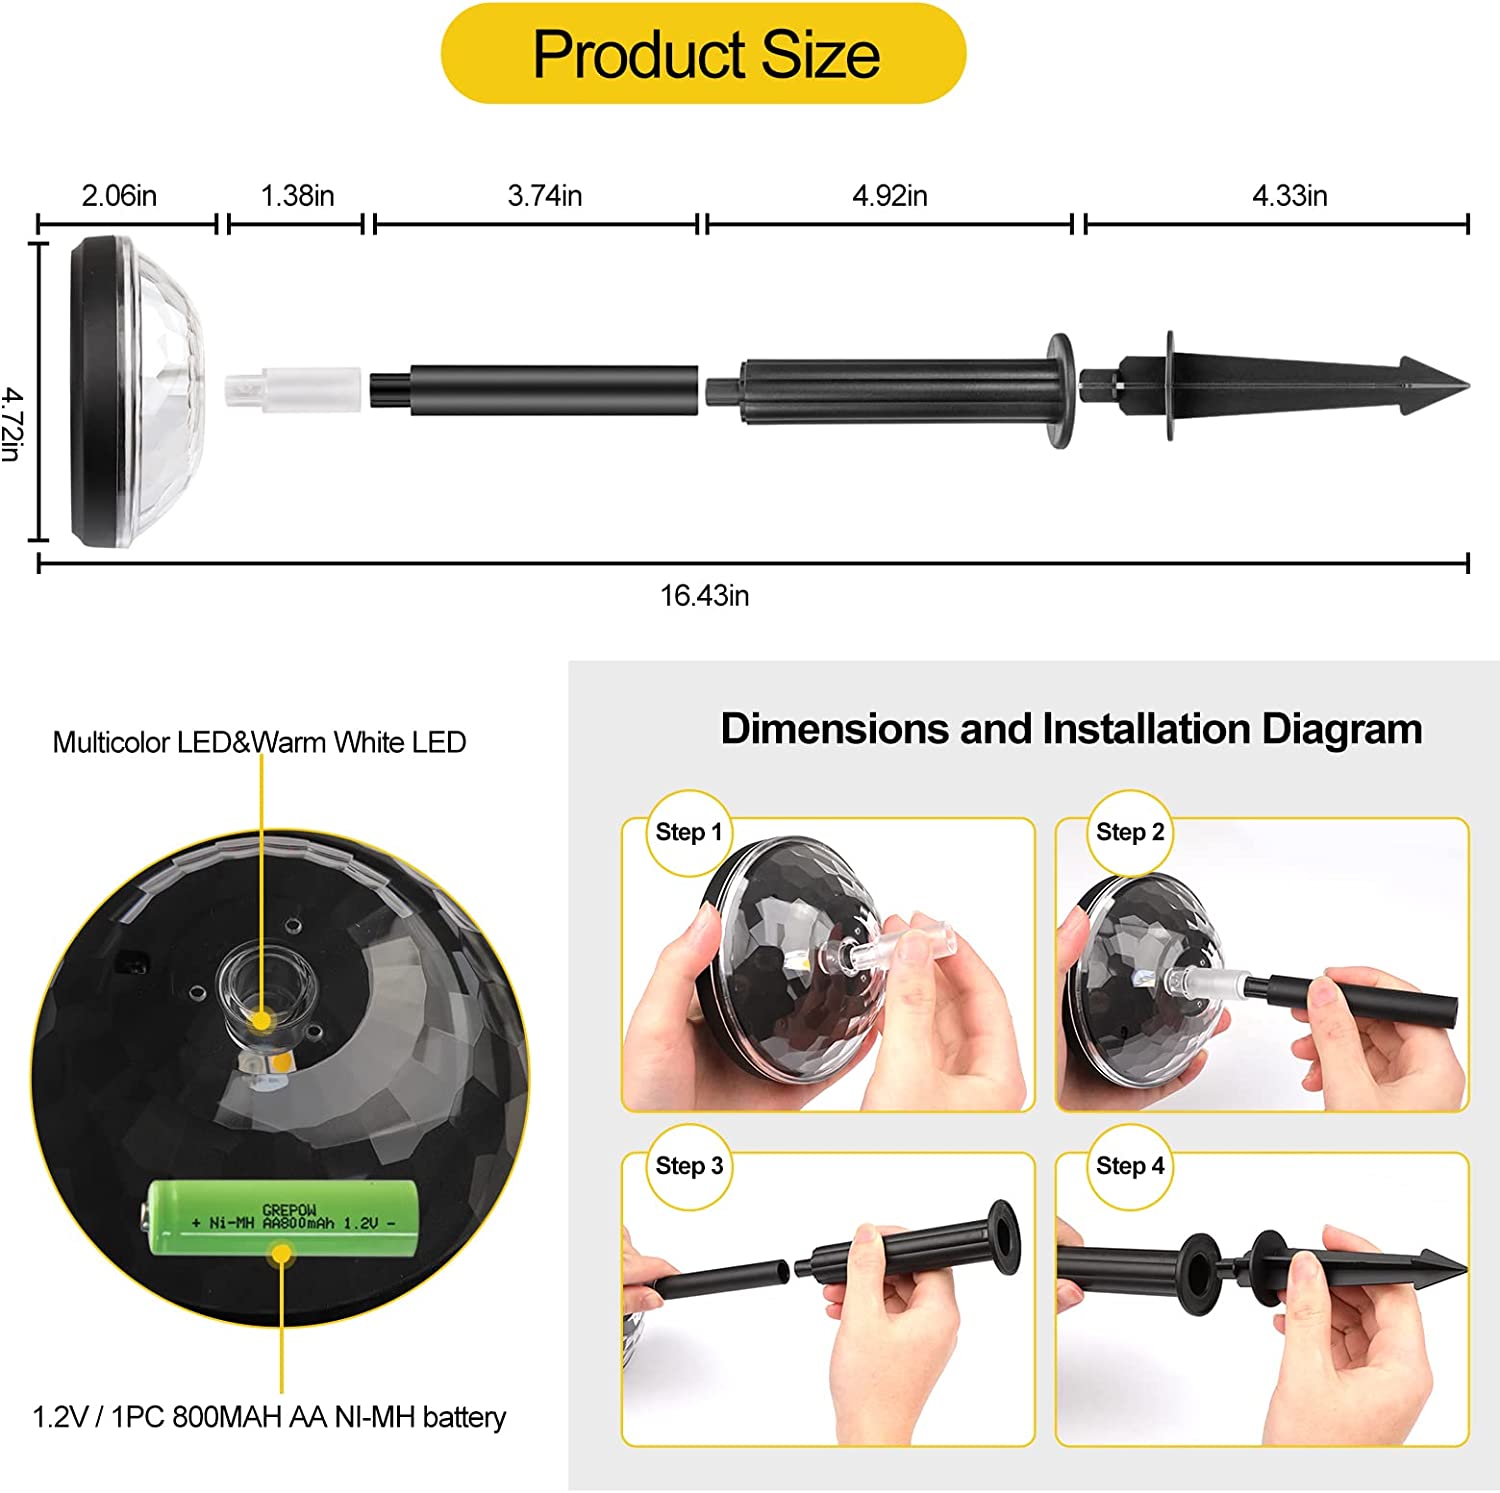 Product Size
2.06in
1.38in
3.74in
4.92in
4.33in
4.72in
16.43in
Multicolor LED&Warm White LED
GREPOW
+ Ni-MH AA800mAh 1.2V -
1.2V / 1PC 800MAH AA NI-MH battery
Dimensions and Installation Diagram
Step 1
Step 2
Step 3
Step 4